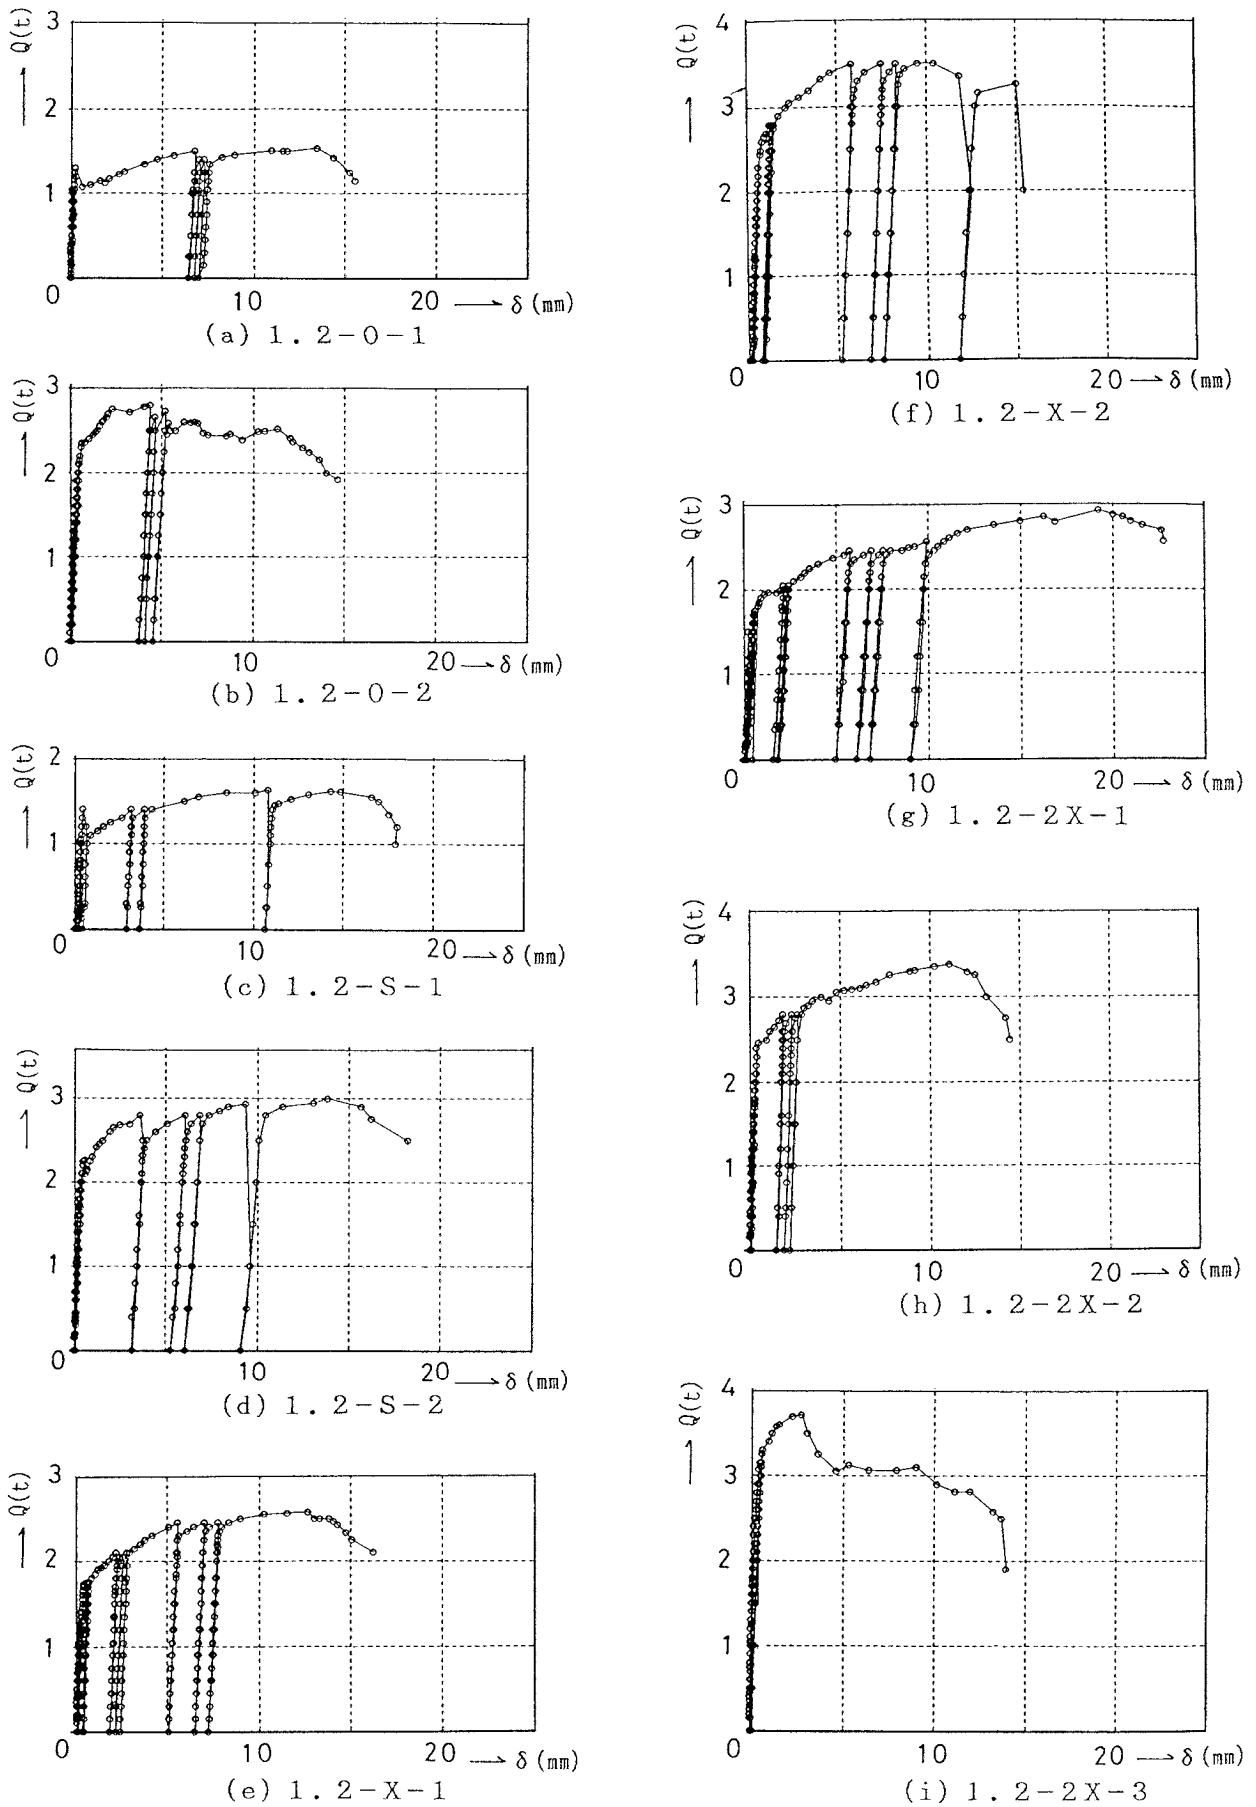 Q(t)
3
2
1
0
10
20
δ (mm)
(a) 1.2-0-1
Q(t)
3
2
1
0
10
20
δ (mm)
(b) 1.2-0-2
Q(t)
2
1
0
10
20
δ (mm)
(c) 1.2-S-1
Q(t)
3
2
1
0
10
20
δ (mm)
(d) 1.2-S-2
Q(t)
3
2
1
0
10
20
δ (mm)
(e) 1.2-X-1
Q(t)
4
3
2
1
0
10
20
δ (mm)
(f) 1.2-X-2
Q(t)
3
2
1
0
10
20
δ (mm)
(g) 1.2-2X-1
Q(t)
4
3
2
1
0
10
20
δ (mm)
(h) 1.2-2X-2
Q(t)
4
3
2
1
0
10
20
δ (mm)
(i) 1.2-2X-3